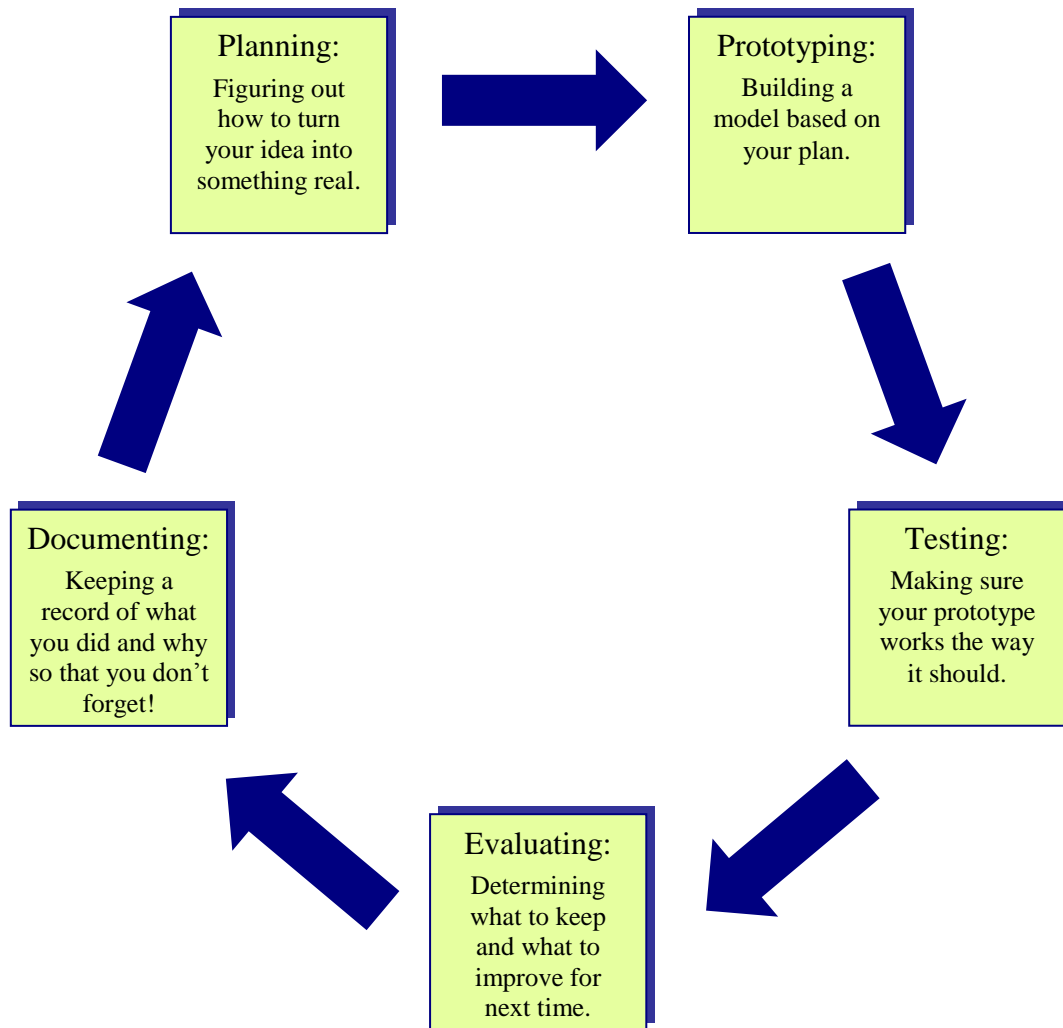 Planning:
Figuring out
how to turn
your idea into
something real.
Prototyping:
Building a
model based on
your plan.
Testing:
Making sure
your prototype
works the way
it should.
Evaluating:
Determining
what to keep
and what to
improve for
next time.
Documenting:
Keeping a
record of what
you did and why
so that you don’t
forget!